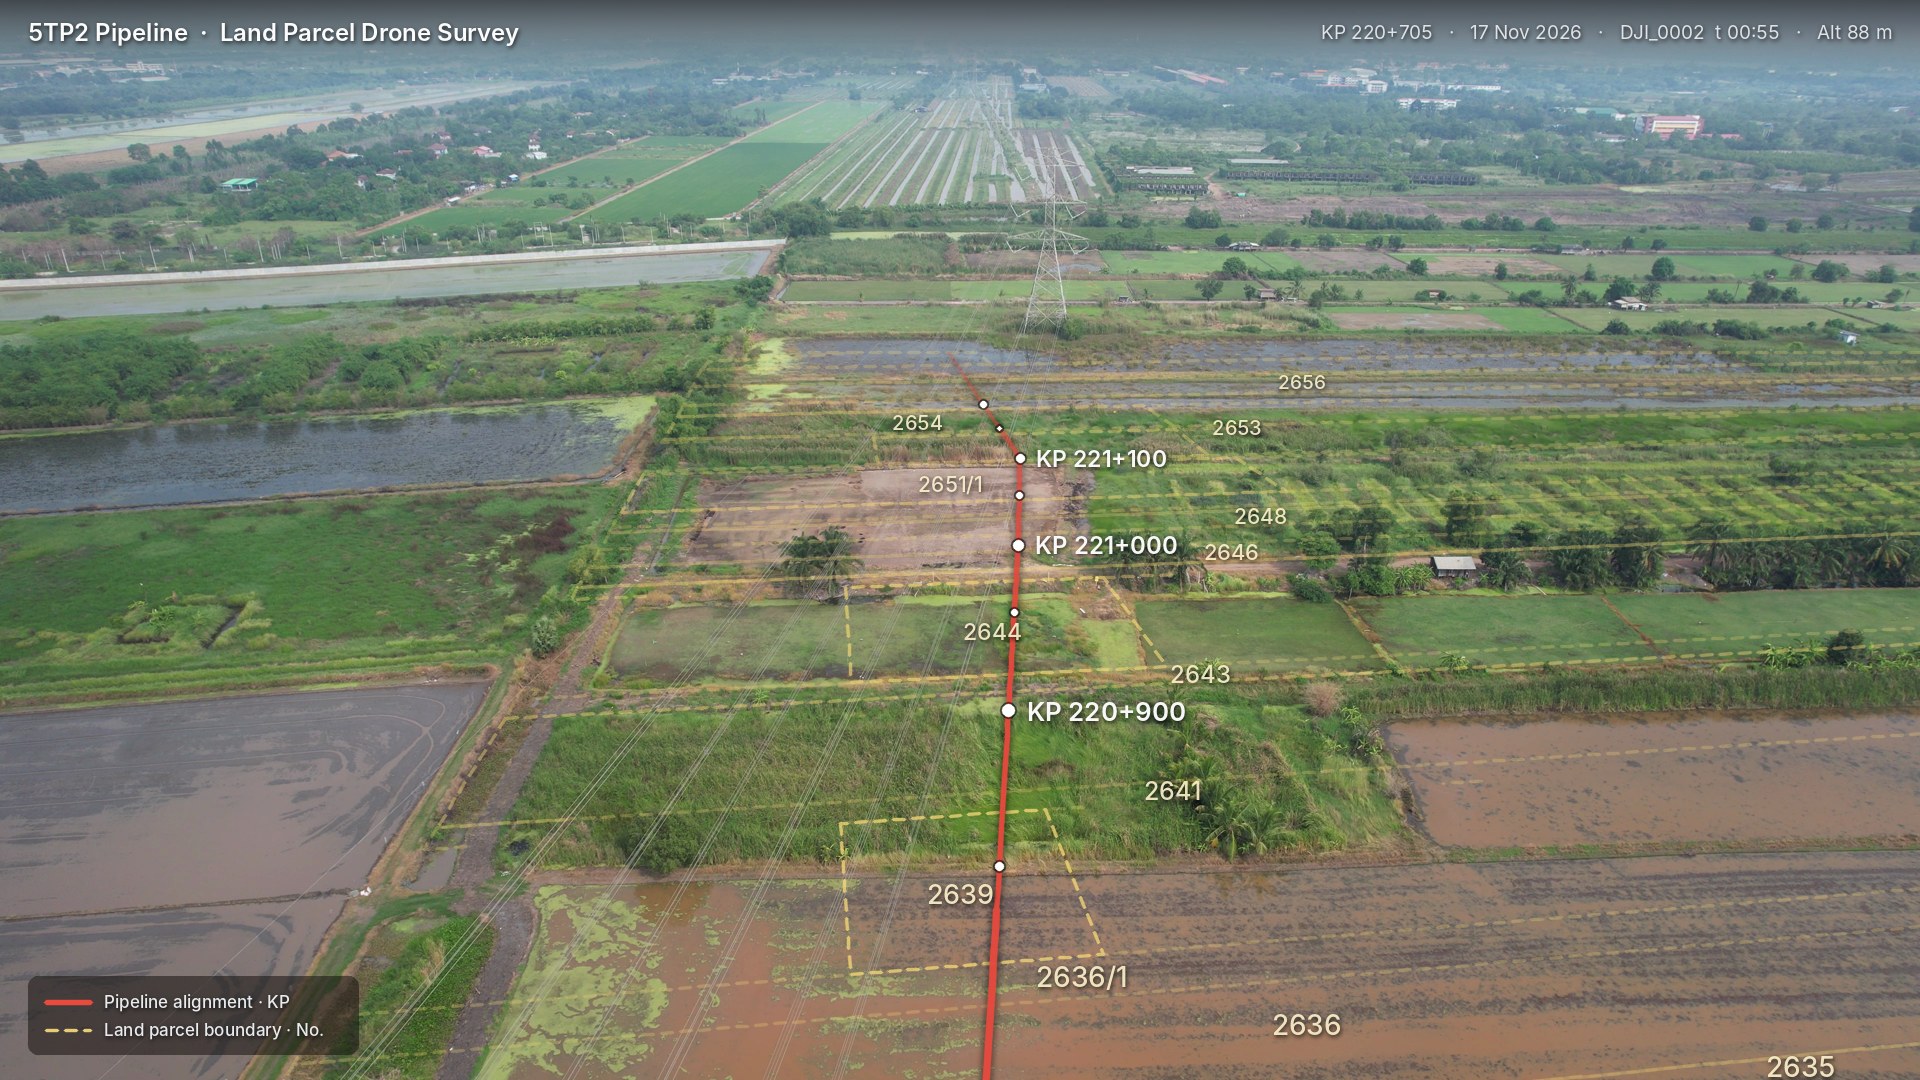 5TP2 Pipeline · Land Parcel Drone Survey
KP 220+705 · 17 Nov 2026 · DJI_0002 t 00:55 · Alt 88 m
2656
2654
2653
KP 221+100
2651/1
2648
KP 221+000
2646
2644
2643
KP 220+900
2641
2639
2636/1
2636
2635
Pipeline alignment · KP
Land parcel boundary · No.